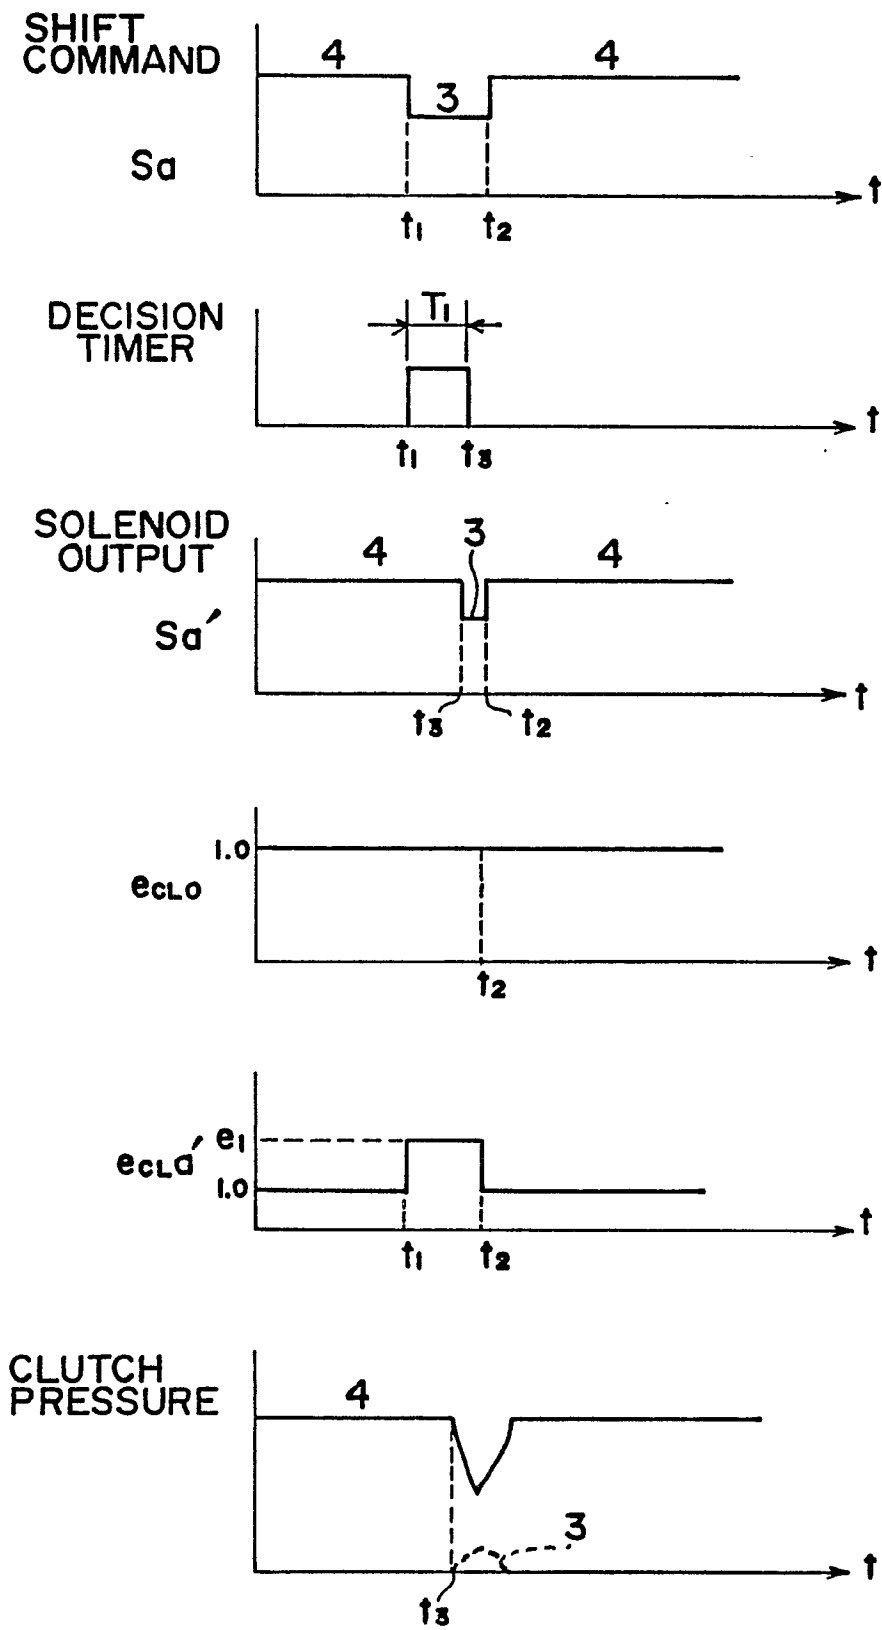 SHIFT
COMMAND
4
3
4
Sa
t
t1
t2
DECISION
TIMER
T1
t
t1
t3
SOLENOID
OUTPUT
4
3
4
Sa′
t
t3
t2
1.0
eCLO
t
t2
e1
eCLa′
1.0
t
t1
t2
CLUTCH
PRESSURE
4
3
t
t3